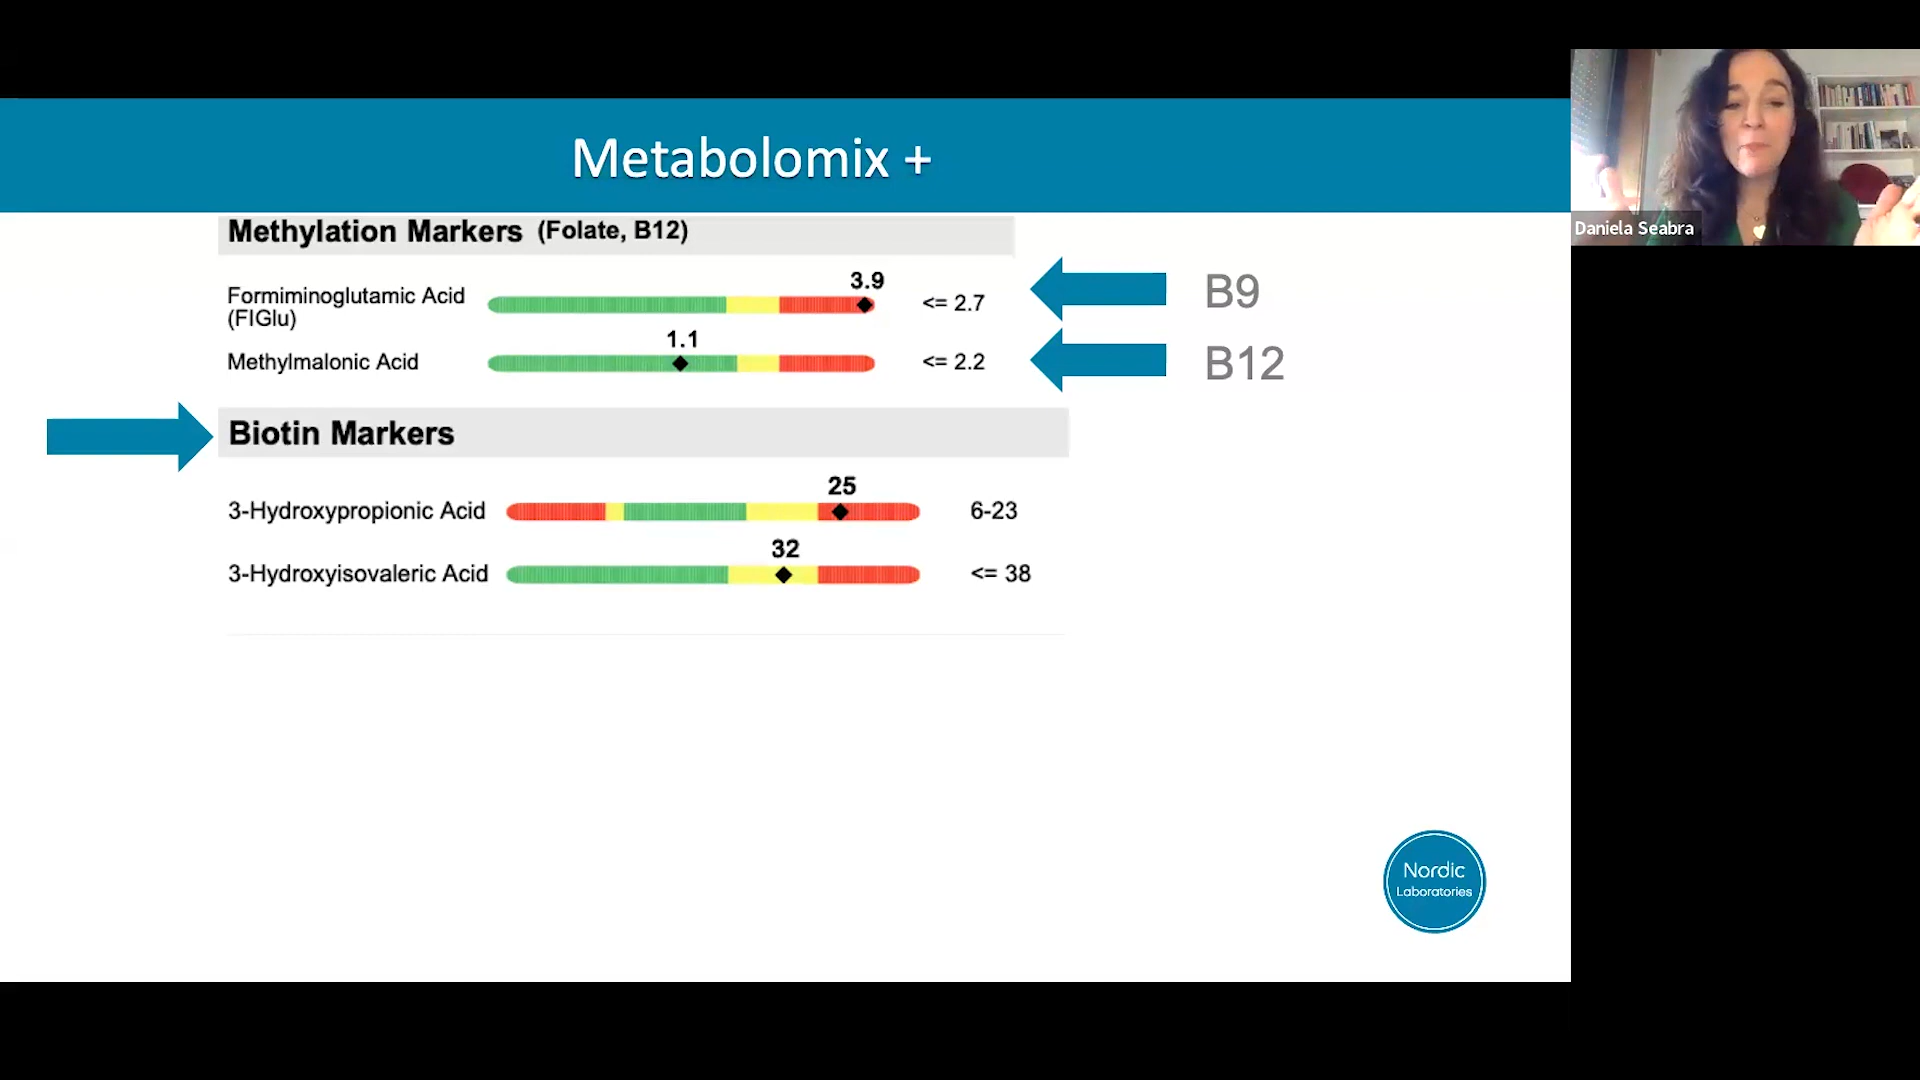 Metabolomix +
Daniela Seabra
Methylation Markers (Folate, B12)
3.9
Formiminoglutamic Acid
(FIGlu)
<= 2.7
B9
1.1
Methylmalonic Acid
<= 2.2
B12
Biotin Markers
25
3-Hydroxypropionic Acid
6-23
32
3-Hydroxyisovaleric Acid
<= 38
Nordic
Laboratories